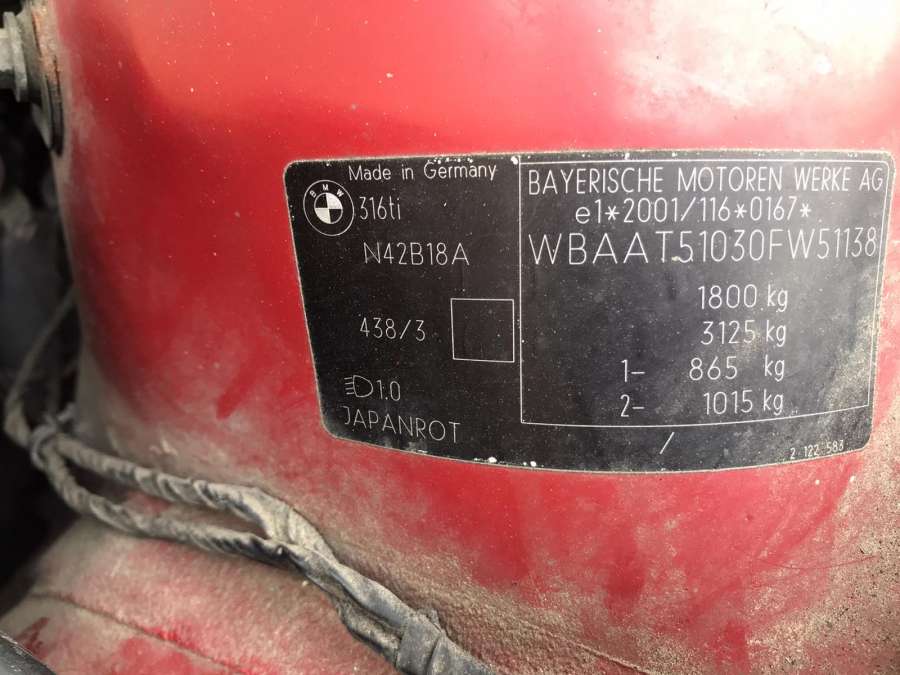 Made in Germany
BMW
316ti
N42B18A
438/3
1.0
JAPANROT
BAYERISCHE MOTOREN WERKE AG
e1*2001/116*0167*
WBAAT51030FW51138
1800 kg
3125 kg
1- 865 kg
2- 1015 kg
/
2 122 583